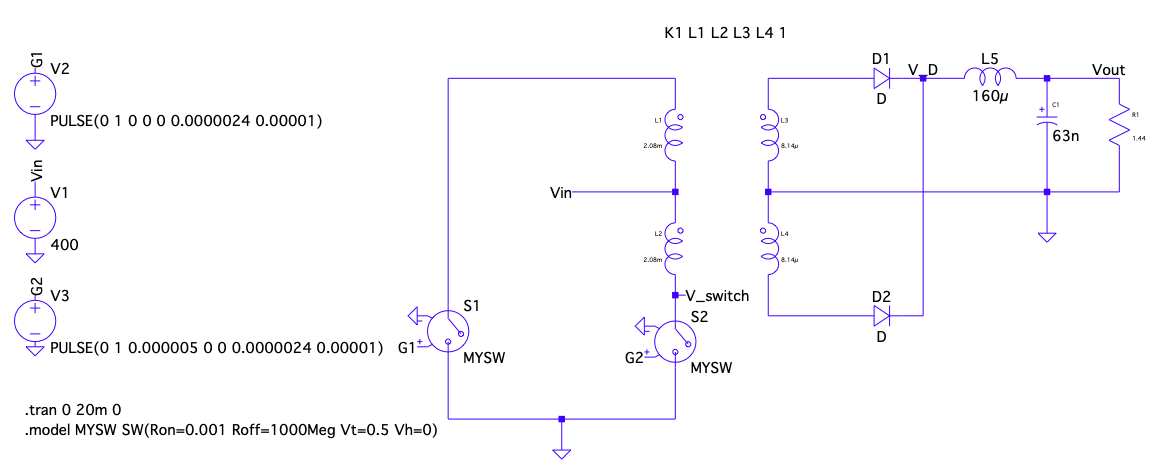 K1 L1 L2 L3 L4 1
G1
V2
+
−
PULSE(0 1 0 0 0 0.0000024 0.00001)
Vin
V1
+
−
400
G2
V3
+
−
PULSE(0 1 0.000005 0 0 0.0000024 0.00001)
.tran 0 20m 0
.model MYSW SW(Ron=0.001 Roff=1000Meg Vt=0.5 Vh=0)
S1
G1
+
MYSW
L1
2.08m
Vin
L2
2.08m
V_switch
S2
G2
+
MYSW
L3
8.14µ
L4
8.14µ
D1
D
V_D
L5
160µ
Vout
+
C1
63n
R1
1.44
D2
D